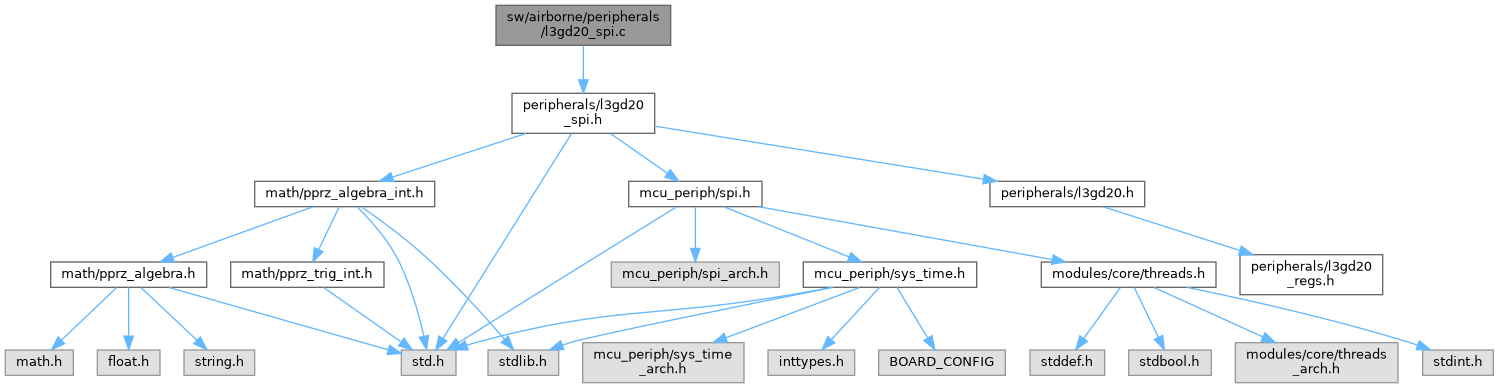 sw/airborne/peripherals
/l3gd20_spi.c
peripherals/l3gd20
_spi.h
math/pprz_algebra_int.h
mcu_periph/spi.h
peripherals/l3gd20.h
math/pprz_algebra.h
math/pprz_trig_int.h
mcu_periph/spi_arch.h
mcu_periph/sys_time.h
modules/core/threads.h
peripherals/l3gd20
_regs.h
math.h
float.h
string.h
std.h
stdlib.h
mcu_periph/sys_time
_arch.h
inttypes.h
BOARD_CONFIG
stddef.h
stdbool.h
modules/core/threads
_arch.h
stdint.h